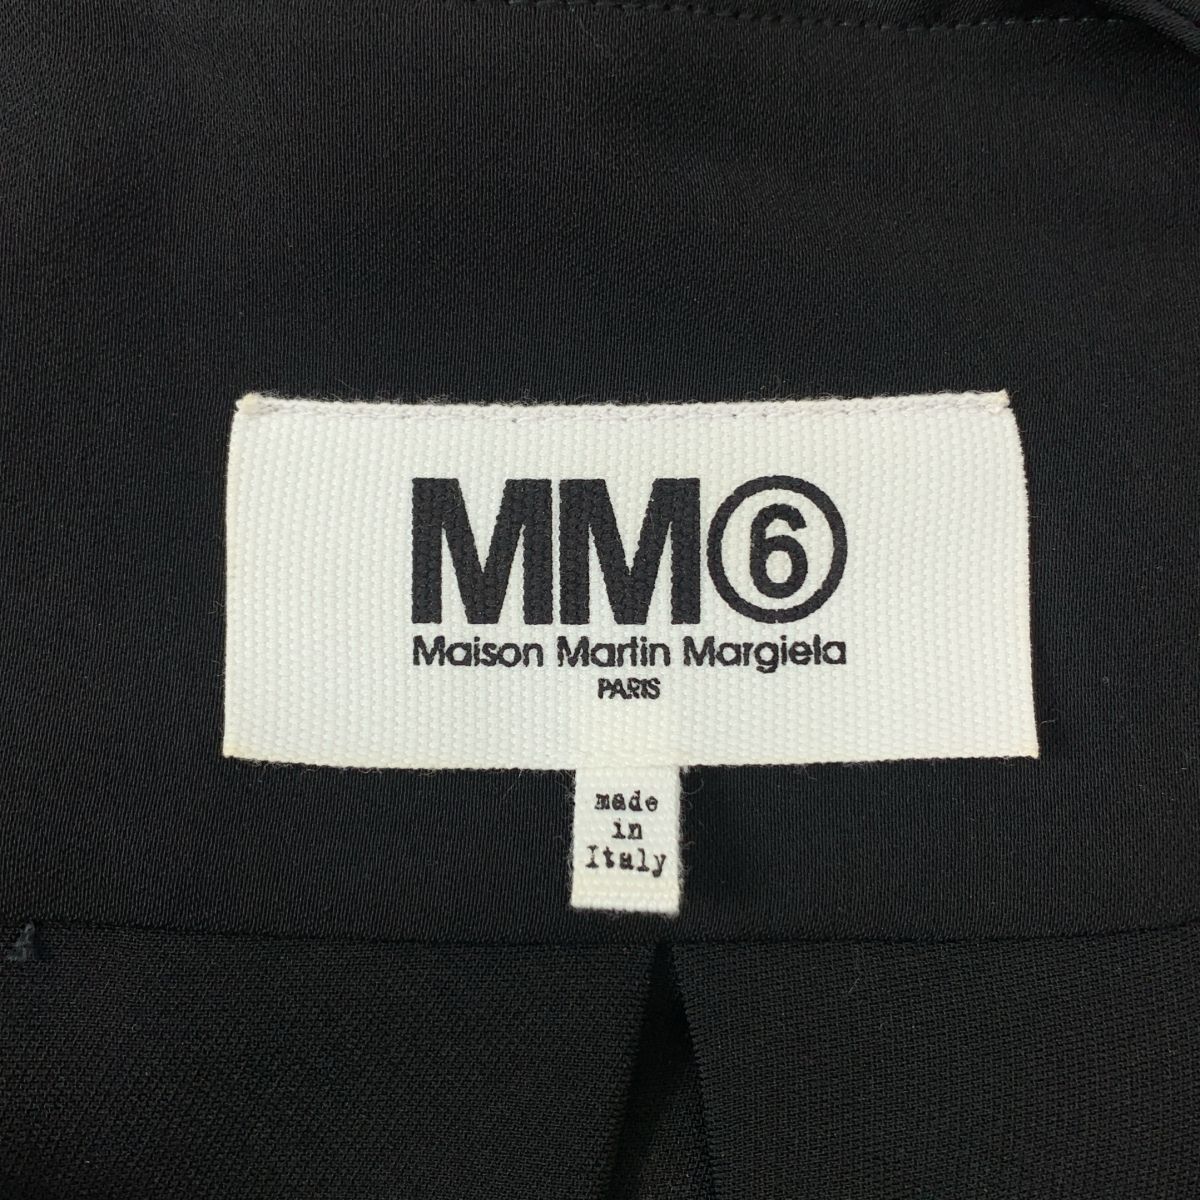 MM⑥
Maison Martin Margiela
PARIS
made
in
Italy